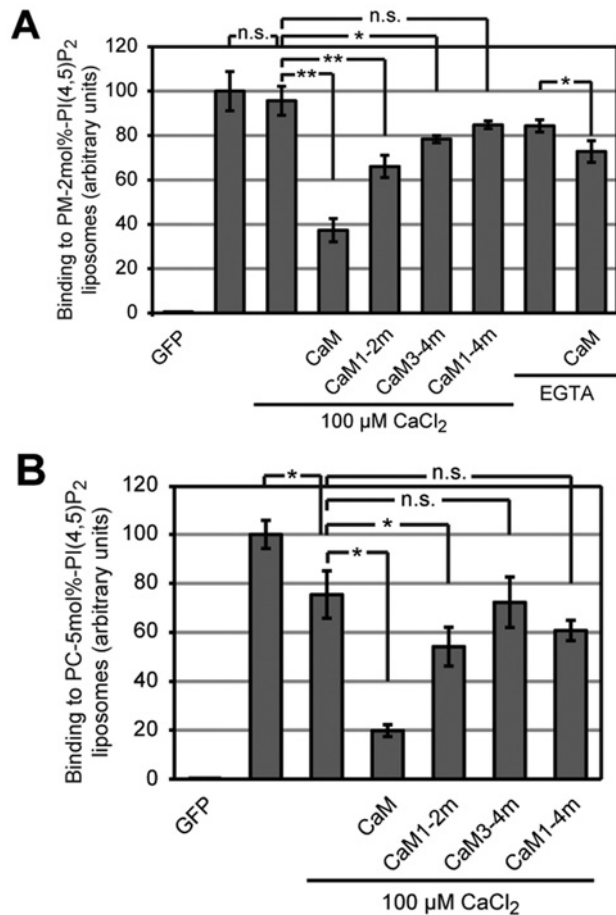 A
n.s.
n.s.
*
**
**
*
Binding to PM-2mol%-PI(4,5)P₂
liposomes (arbitrary units)
120
100
80
60
40
20
0
GFP
CaM
CaM1-2m
CaM3-4m
CaM1-4m
CaM
100 µM CaCl₂
EGTA
B
n.s.
*
n.s.
*
*
Binding to PC-5mol%-PI(4,5)P₂
liposomes (arbitrary units)
120
100
80
60
40
20
0
GFP
CaM
CaM1-2m
CaM3-4m
CaM1-4m
100 µM CaCl₂